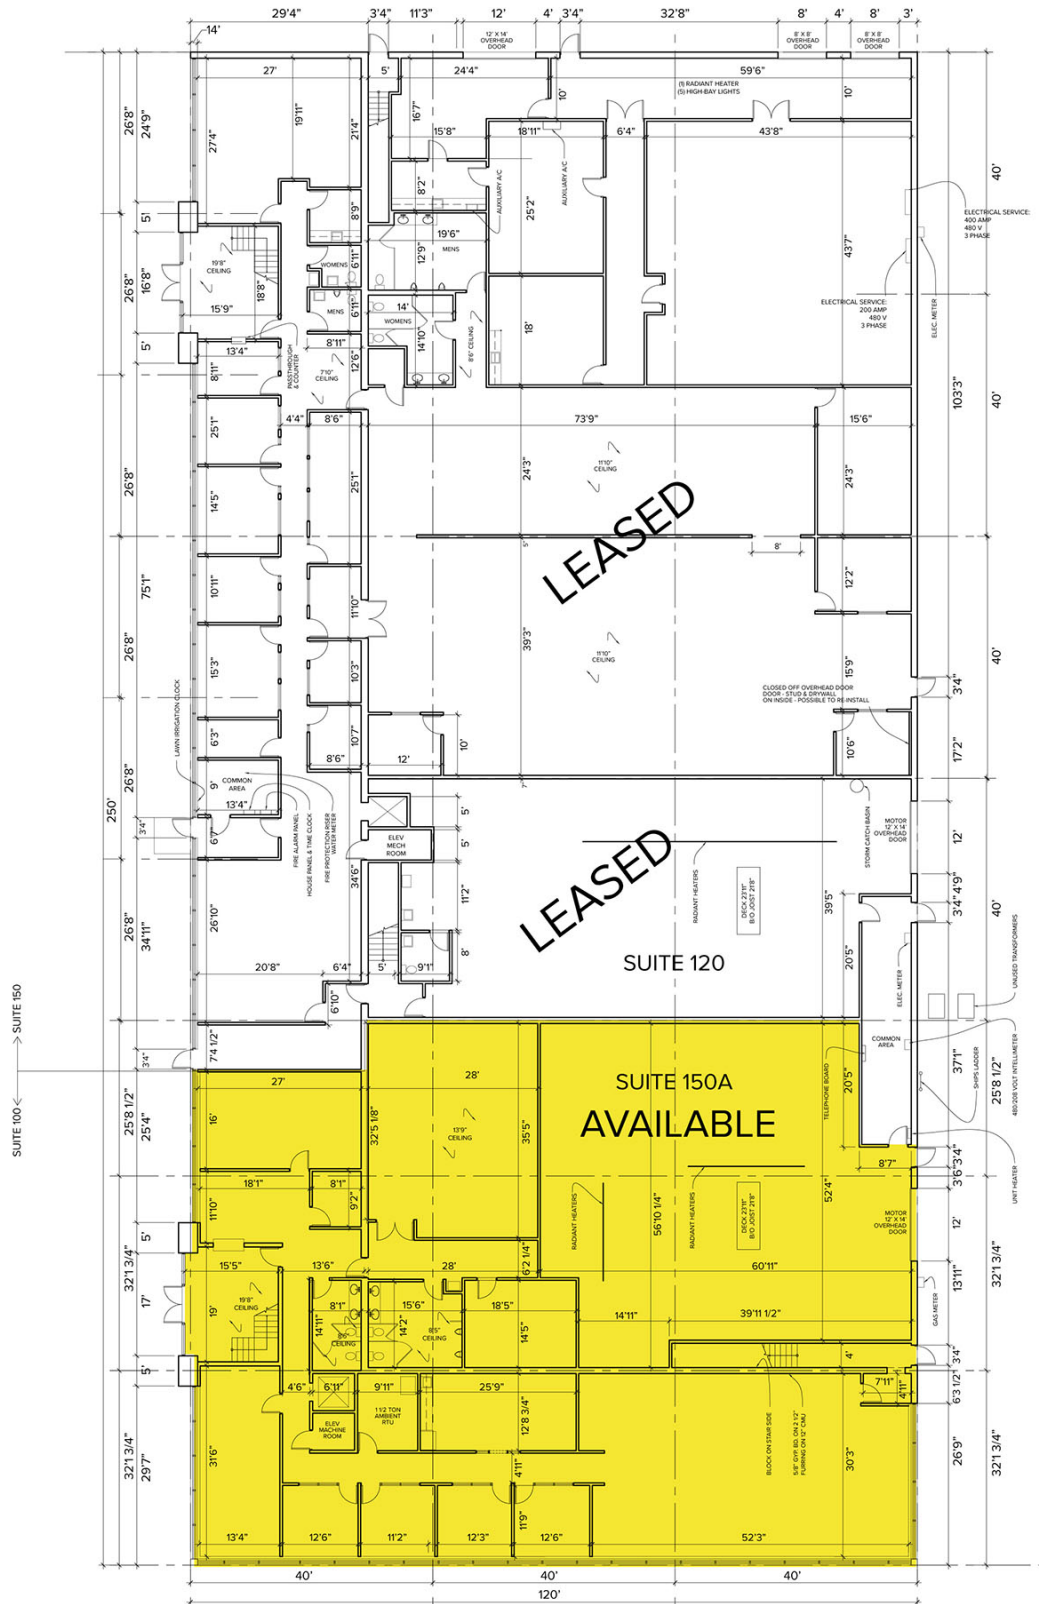 29'4"
3'4"
11'3"
12'
4'
3'4"
32'8"
8'
4'
8'
3'
14'
12' X 14'
OVERHEAD
DOOR
8' X 8'
OVERHEAD
DOOR
8' X 8'
OVERHEAD
DOOR
27'
5'
24'4"
59'6"
(1) RADIANT HEATER
(5) HIGH-BAY LIGHTS
10'
10'
26'8"
24'9"
27'4"
19'11"
21'4"
16'7"
15'8"
18'11"
6'4"
43'8"
40'
8'2"
AUXILIARY A/C
AUXILIARY A/C
25'2"
5'
8'9"
19'6"
MENS
12'9"
43'7"
ELECTRICAL SERVICE:
400 AMP
480 V
3 PHASE
26'8"
16'8"
19'8"
CEILING
18'8"
WOMENS
6'11"
15'9"
MENS
6'11"
14'
WOMENS
14'10"
8'6" CEILING
18'
ELECTRICAL SERVICE:
200 AMP
480 V
3 PHASE
ELEC. METER
5'
13'4"
8'11"
PASSTHROUGH
& COUNTER
8'11"
7'10"
CEILING
12'6"
103'3"
40'
4'4"
8'6"
73'9"
15'6"
25'1"
26'8"
14'5"
25'1"
24'3"
11'10"
CEILING
24'3"
LEASED
5"
8'
75'1"
10'11"
11'10"
12'2"
26'8"
15'3"
10'3"
39'3"
11'10"
CEILING
15'9"
40'
3'4"
CLOSED OFF OVERHEAD DOOR
DOOR - STUD & DRYWALL
ON INSIDE - POSSIBLE TO RE-INSTALL
LAWN IRRIGATION CLOCK
6'3"
10'7"
8'6"
12'
10'
10'6"
17'2"
26'8"
9'
COMMON
AREA
13'4"
7"
250'
3'4"
6'7"
FIRE ALARM PANEL
HOUSE PANEL & TIME CLOCK
FIRE PROTECTION RISER
WATER METER
5'
ELEV
MECH
ROOM
5'
STORM CATCH BASIN
MOTOR
12' X 14'
OVERHEAD
DOOR
12'
34'6"
LEASED
RADIANT HEATERS
DECK 23'11"
B/O JOIST 21'8"
39'5"
26'8"
34'11"
26'10"
11'2"
4'9"
3'4"
40'
8'
20'8"
6'4"
5'
9'1"
SUITE 120
20'5"
ELEC. METER
UNUSED TRANSFORMERS
6'10"
SUITE 150
SUITE 100
3'4"
7'4 1/2"
COMMON
AREA
37'1"
25'8 1/2"
SHIPS LADDER
480/208 VOLT INTELLIMETER
27'
28'
SUITE 150A
AVAILABLE
TELEPHONE BOARD
20'5"
25'8 1/2"
25'4"
16'
32'5 1/8"
13'9"
CEILING
35'5"
8'7"
3'4"
3'6"
UNIT HEATER
18'1"
8'1"
9'2"
11'10"
RADIANT HEATERS
56'10 1/4"
RADIANT HEATERS
DECK 23'11"
B/O JOIST 21'8"
52'4"
MOTOR
12' X 14'
OVERHEAD
DOOR
12'
5'
15'5"
13'6"
28'
6'2 1/4"
60'11"
32'1 3/4"
17'
19'
19'8"
CEILING
8'1"
14'11"
8'6"
CEILING
15'6"
14'2"
8'5"
CEILING
18'5"
14'5"
14'11"
39'11 1/2"
13'11"
GAS METER
32'1 3/4"
4'
3'4"
5'
4'6"
6'11"
9'11"
25'9"
7'11"
4'11"
6'3 1/2"
1 1/2 TON
AMBIENT
RTU
ELEV
MACHINE
ROOM
12'8 3/4"
BLOCK ON STAIR SIDE
5/8" GYP. BD. ON 2 1/2"
FURRING ON 12" CMU
32'1 3/4"
29'7"
31'6"
4'11"
30'3"
26'9"
32'1 3/4"
11'9"
13'4"
12'6"
11'2"
12'3"
12'6"
52'3"
40'
40'
40'
120'